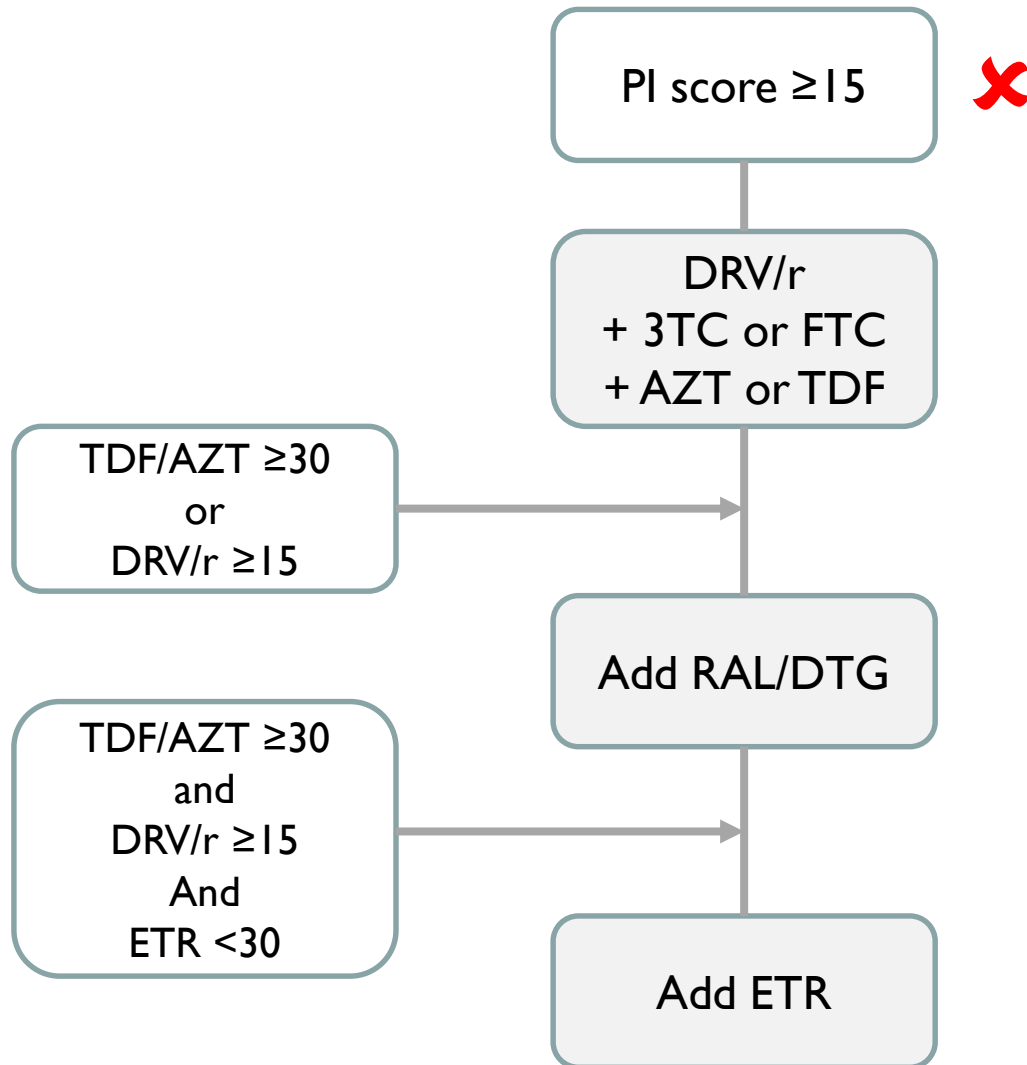 PI score ≥15
DRV/r
+ 3TC or FTC
+ AZT or TDF
TDF/AZT ≥30
or
DRV/r ≥15
Add RAL/DTG
TDF/AZT ≥30
and
DRV/r ≥15
And
ETR <30
Add ETR